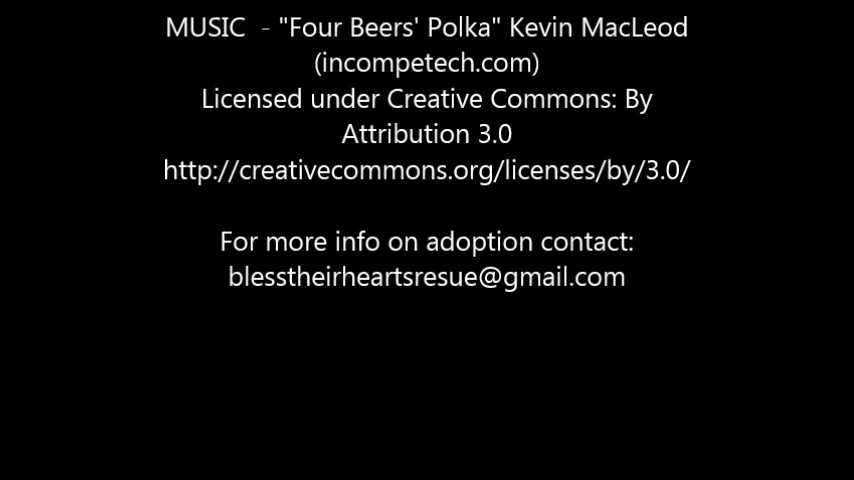 MUSIC  - "Four Beers' Polka" Kevin MacLeod
(incompetech.com)
Licensed under Creative Commons: By
Attribution 3.0
http://creativecommons.org/licenses/by/3.0/
For more info on adoption contact:
blesstheirheartsresue@gmail.com